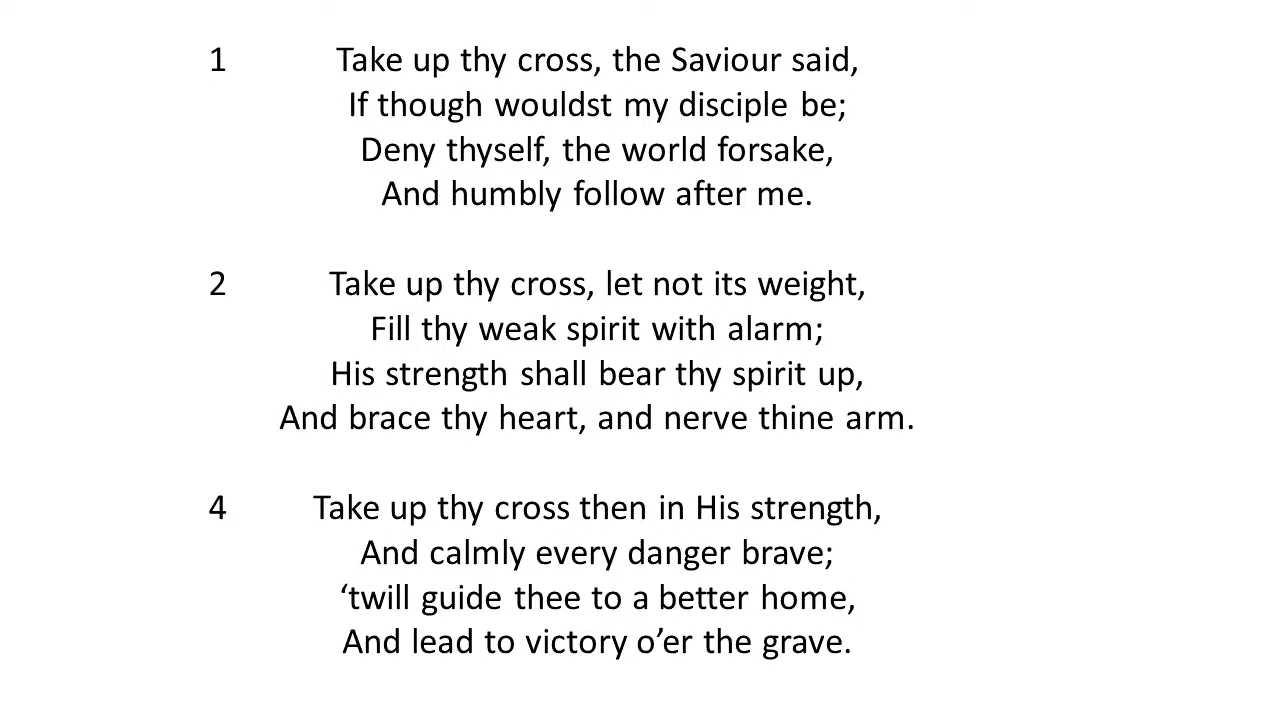 1 Take up thy cross, the Saviour said,
If though wouldst my disciple be;
Deny thyself, the world forsake,
And humbly follow after me.
2 Take up thy cross, let not its weight,
Fill thy weak spirit with alarm;
His strength shall bear thy spirit up,
And brace thy heart, and nerve thine arm.
4 Take up thy cross then in His strength,
And calmly every danger brave;
‘twill guide thee to a better home,
And lead to victory o’er the grave.